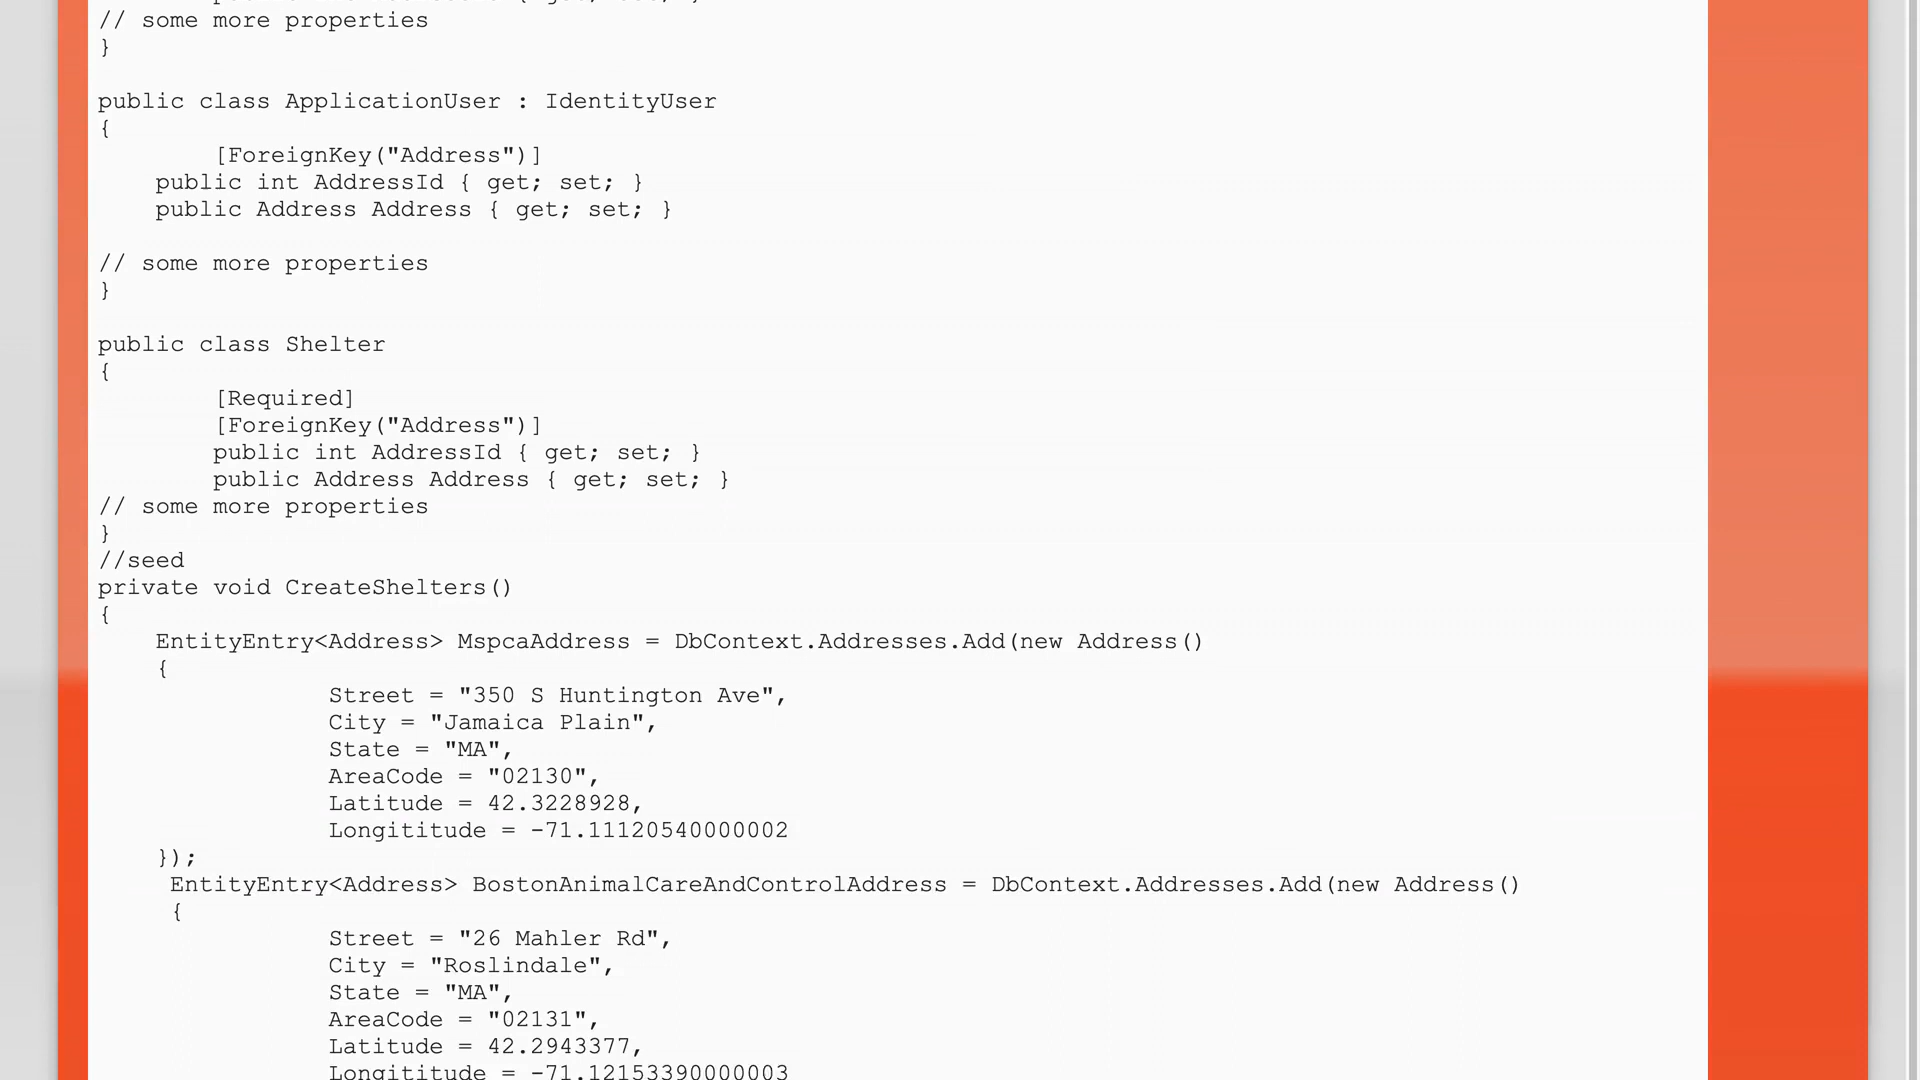 // some more properties
}
public class ApplicationUser : IdentityUser
{
[ForeignKey("Address")]
public int AddressId { get; set; }
public Address Address { get; set; }
// some more properties
}
public class Shelter
{
[Required]
[ForeignKey("Address")]
public int AddressId { get; set; }
public Address Address { get; set; }
// some more properties
}
//seed
private void CreateShelters()
{
EntityEntry<Address> MspcaAddress = DbContext.Addresses.Add(new Address()
{
Street = "350 S Huntington Ave",
City = "Jamaica Plain",
State = "MA",
AreaCode = "02130",
Latitude = 42.3228928,
Longititude = -71.11120540000002
});
EntityEntry<Address> BostonAnimalCareAndControlAddress = DbContext.Addresses.Add(new Address()
{
Street = "26 Mahler Rd",
City = "Roslindale",
State = "MA",
AreaCode = "02131",
Latitude = 42.2943377,
Longititude = -71.12153390000003